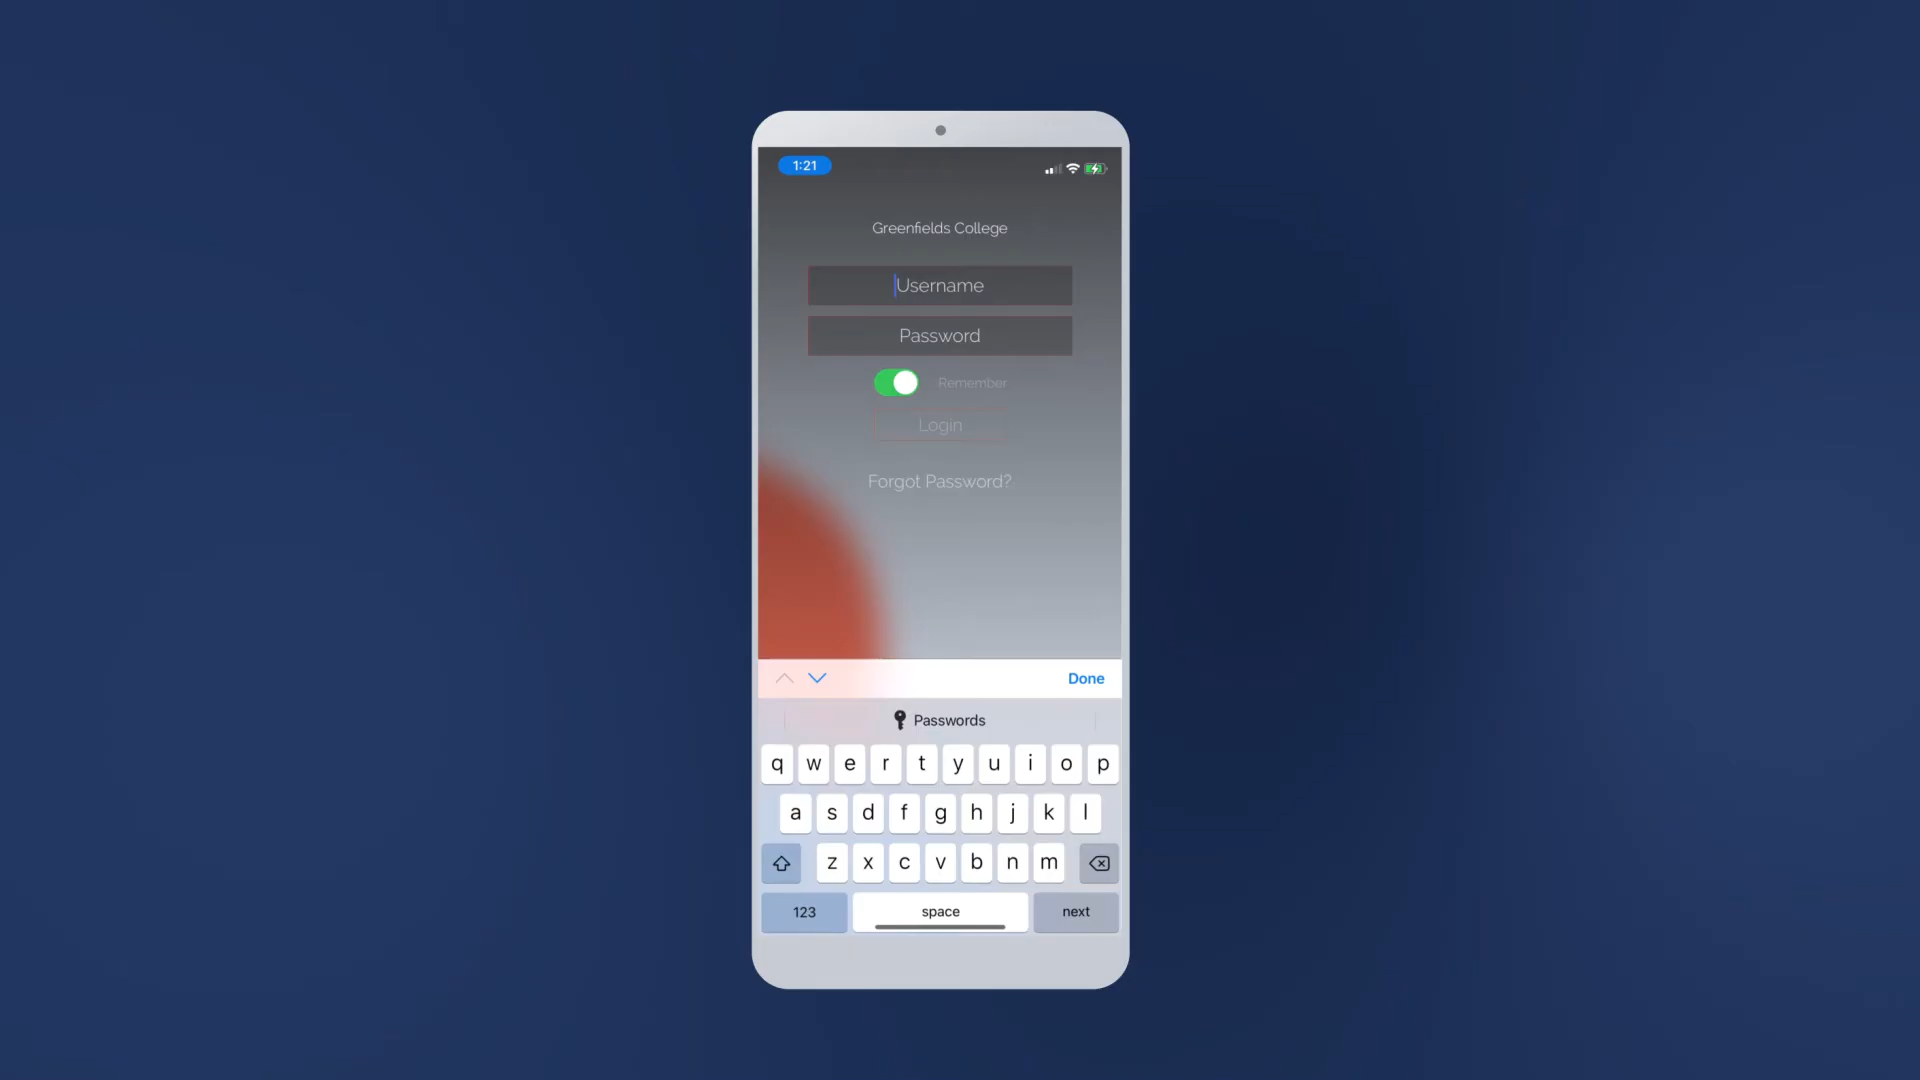 1:21
Greenfields College
Username
Password
Remember
Login
Forgot Password?
Done
Passwords
q w e r t y u i o p
a s d f g h j k l
z x c v b n m
123 space next